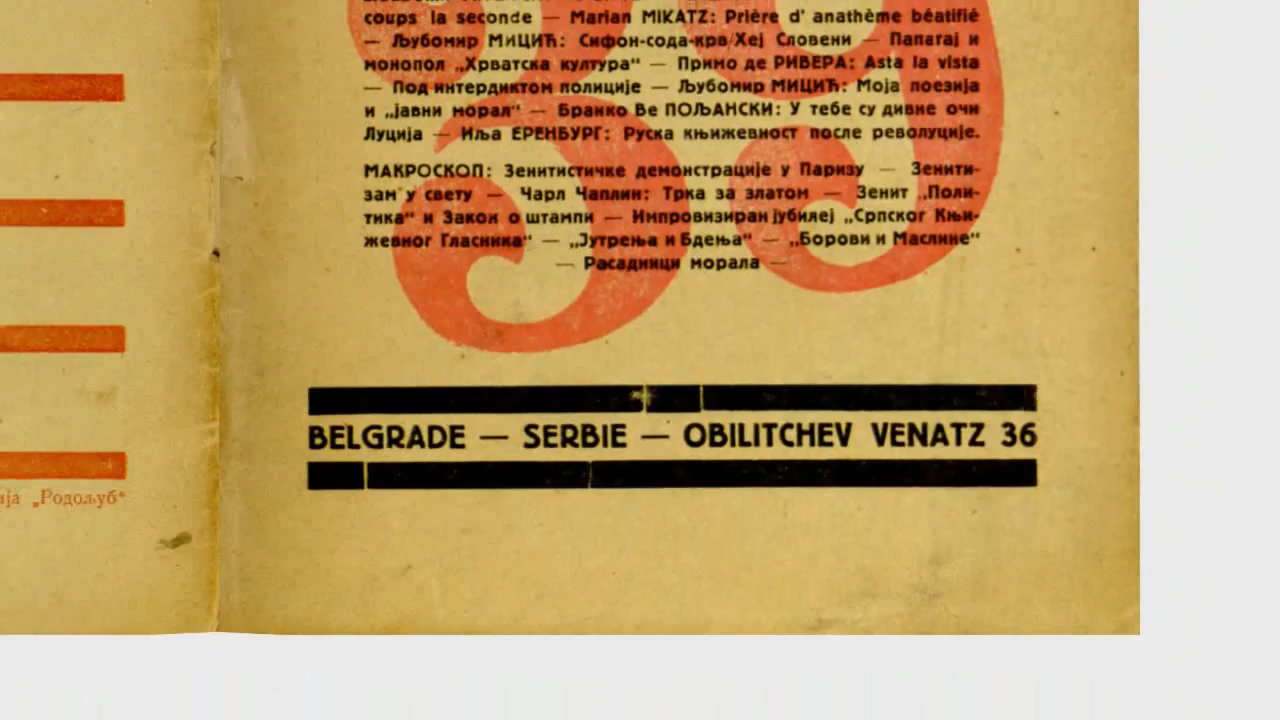 coups la seconde — Marian MIKATZ: Prière d' anathème béatifié
— Љубомир МИЦИЋ: Сифон-сода-крв/Хеј Словени — Папагај и
монопол „Хрватска култура“ — Примо де РИВЕРА: Asta la vista
— Под интердиктом полиције — Љубомир МИЦИЋ: Моја поезија
и „јавни морал“ — Бранко Ве ПОЉАНСКИ: У тебе су дивне очи
Луција — Иља ЕРЕНБУРГ: Руска књижевност после револуције.
МАКРОСКОП: Зенитистичке демонстрације у Паризу — Зенити-
зам у свету — Чарл Чаплин: Трка за златом — Зенит „Поли-
тика“ и Закон о штампи — Импровизиран јубилеј „Српског Књи-
жевног Гласника“ — „Јутрења и Бдења“ — „Борови и Маслине“
— Расадници морала —
BELGRADE — SERBIE — OBILITCHEV VENATZ 36
„Родољуб“